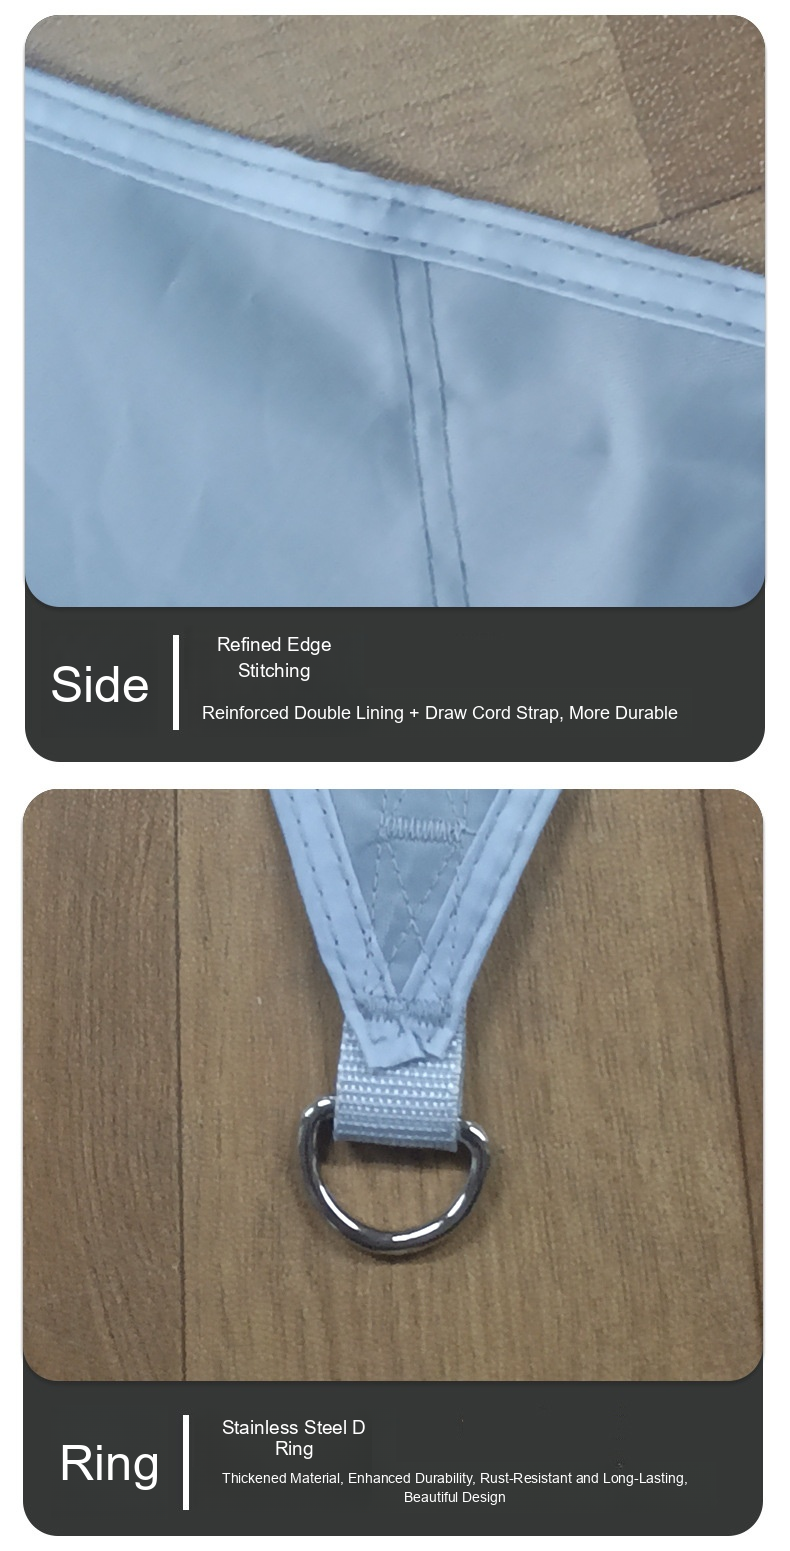 Side
Refined Edge
Stitching
Reinforced Double Lining + Draw Cord Strap, More Durable
Ring
Stainless Steel D
Ring
Thickened Material, Enhanced Durability, Rust-Resistant and Long-Lasting,
Beautiful Design